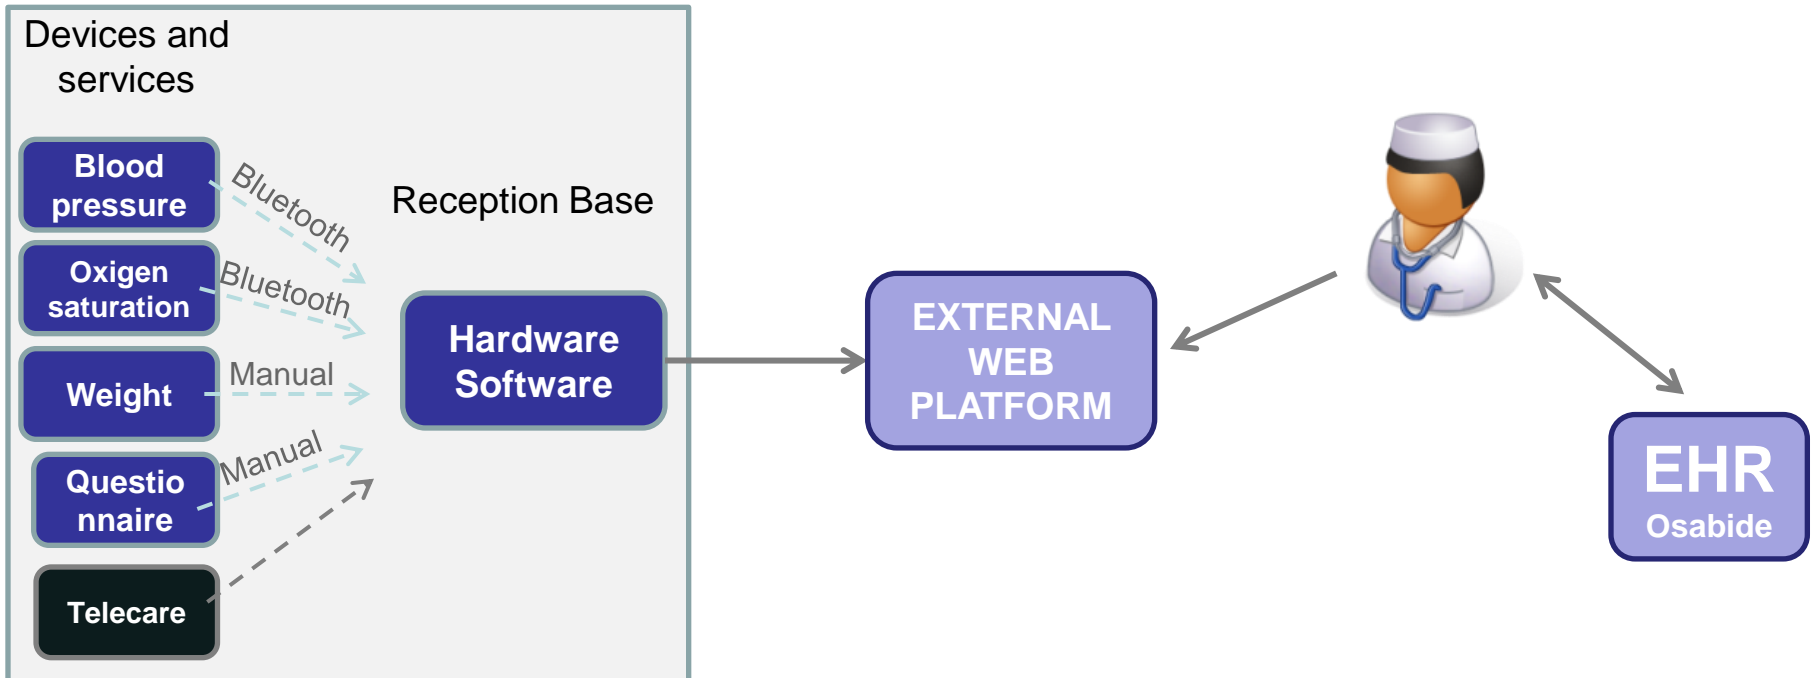 Devices and
services
Blood
pressure
Bluetooth
Reception Base
Oxigen
saturation
Bluetooth
Hardware
Software
EXTERNAL
WEB
PLATFORM
Weight
Manual
Questio
nnaire
Manual
EHR
Osabide
Telecare